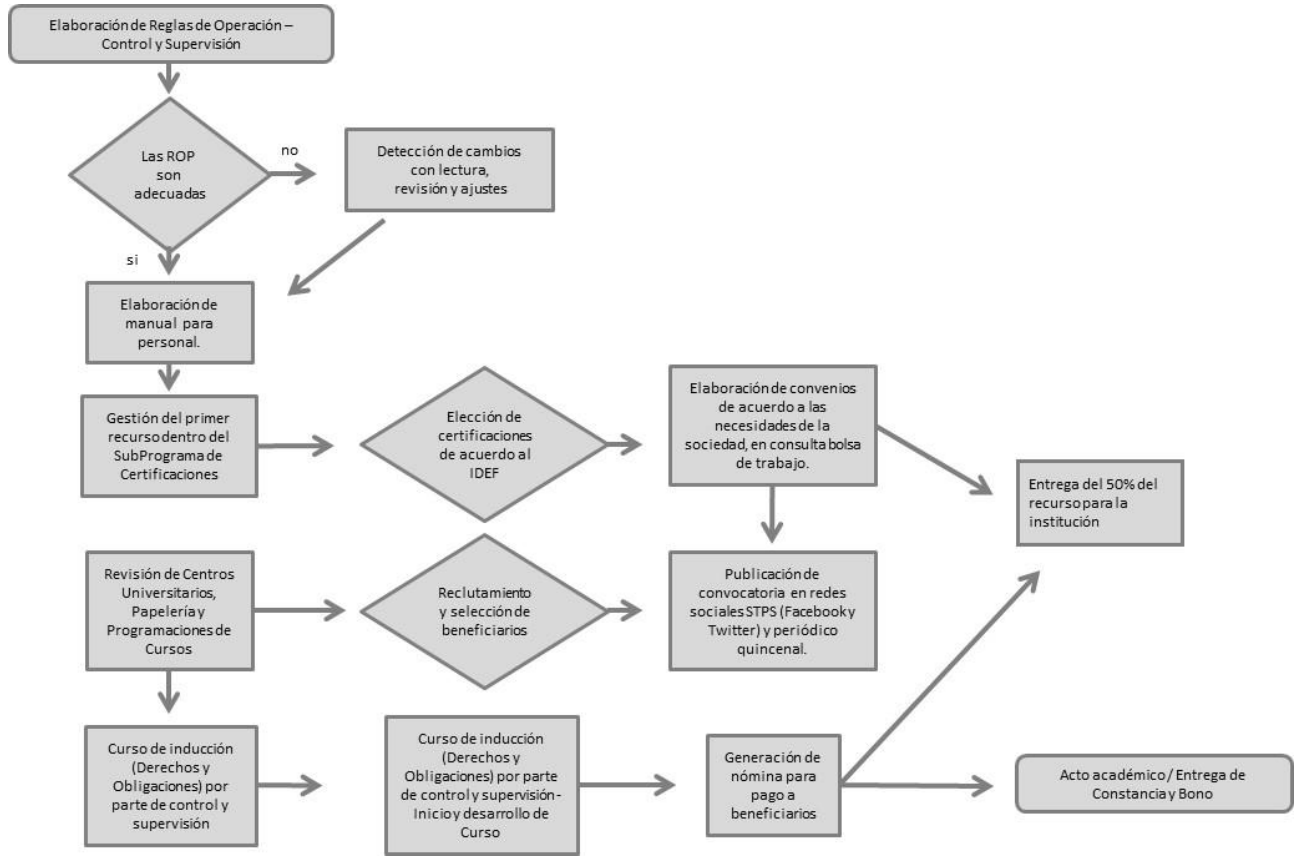 Elaboración de Reglas de Operación –
Control y Supervisión
Las ROP
son
adecuadas
no
Detección de cambios
con lectura,
revisión y ajustes
si
Elaboración de
manual para
personal.
Gestión del primer
recurso dentro del
SubPrograma de
Certificaciones
Elección de
certificaciones
de acuerdo al
IDEF
Elaboración de convenios
de acuerdo a las
necesidades de la
sociedad, en consulta bolsa
de trabajo.
Entrega del 50% del
recurso para la
institución
Revisión de Centros
Universitarios,
Papelería y
Programaciones de
Cursos
Reclutamiento
y selección de
beneficiarios
Publicación de
convocatoria en redes
sociales STPS (Facebook y
Twitter) y periódico
quincenal.
Curso de inducción
(Derechos y
Obligaciones) por
parte de control y
supervisión
Curso de inducción
(Derechos y
Obligaciones) por parte
de control y supervisión-
Inicio y desarrollo de
Curso
Generación de
nómina para
pago a
beneficiarios
Acto académico / Entrega de
Constancia y Bono